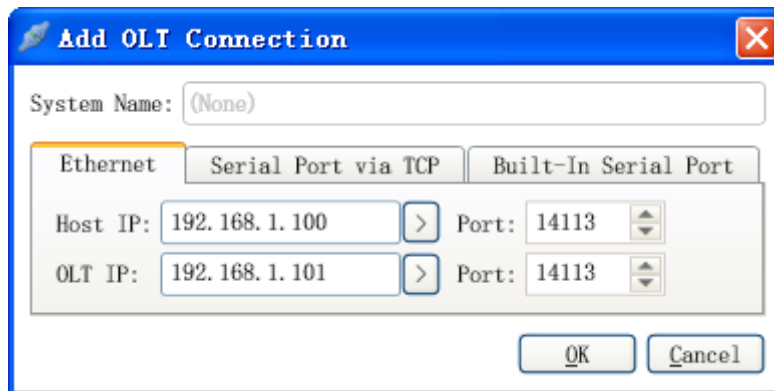 Add OLT Connection
System Name: (None)
Ethernet Serial Port via TCP Built-In Serial Port
Host IP: 192.168.1.100 > Port: 14113
OLT IP: 192.168.1.101 > Port: 14113
OK Cancel